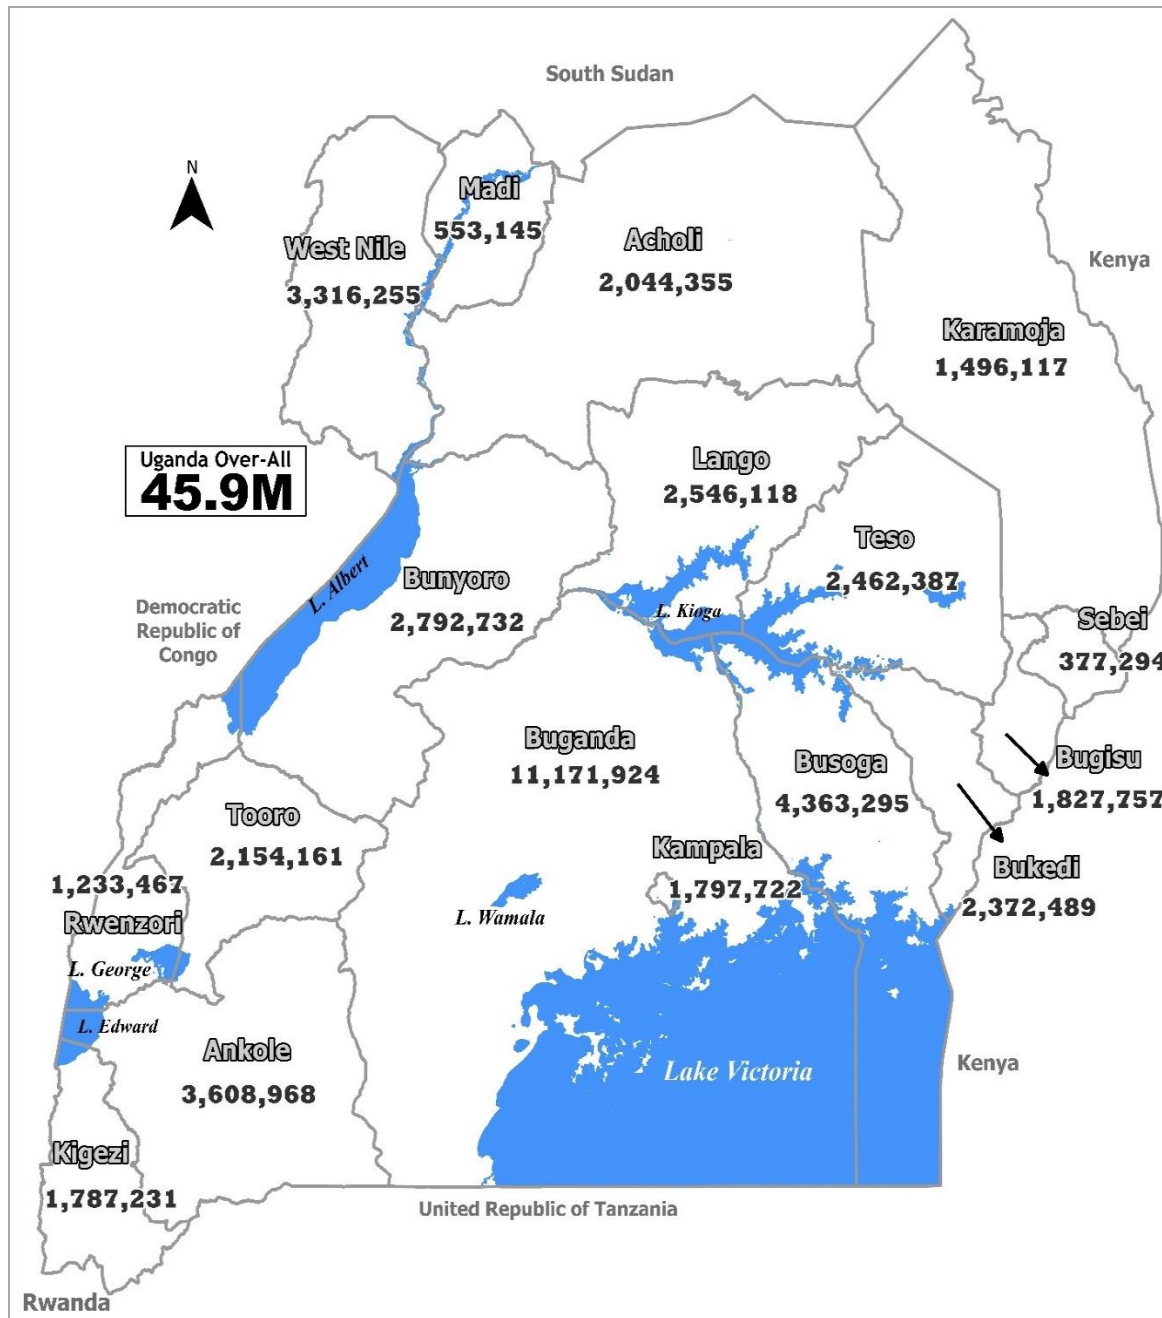 South Sudan
N
Madi
553,145
West Nile
3,316,255
Acholi
2,044,355
Kenya
Karamoja
1,496,117
Uganda Over-All
45.9M
Lango
2,546,118
Teso
2,462,387
L. Albert
Bunyoro
2,792,732
L. Kioga
Democratic
Republic of
Congo
Sebei
377,294
Buganda
11,171,924
Busoga
4,363,295
Bugisu
1,827,757
Tooro
2,154,161
Kampala
1,797,722
Bukedi
2,372,489
1,233,467
Rwenzori
L. Wamala
L. George
L. Edward
Ankole
3,608,968
Lake Victoria
Kenya
Kigezi
1,787,231
United Republic of Tanzania
Rwanda